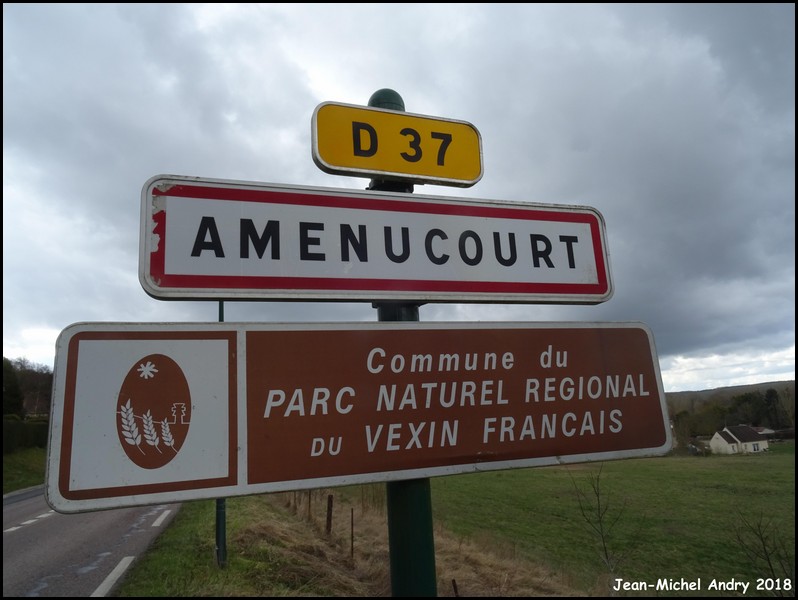 D 37
AMENUCOURT
Commune du
PARC NATUREL REGIONAL
DU VEXIN FRANCAIS
Jean-Michel Andry 2018